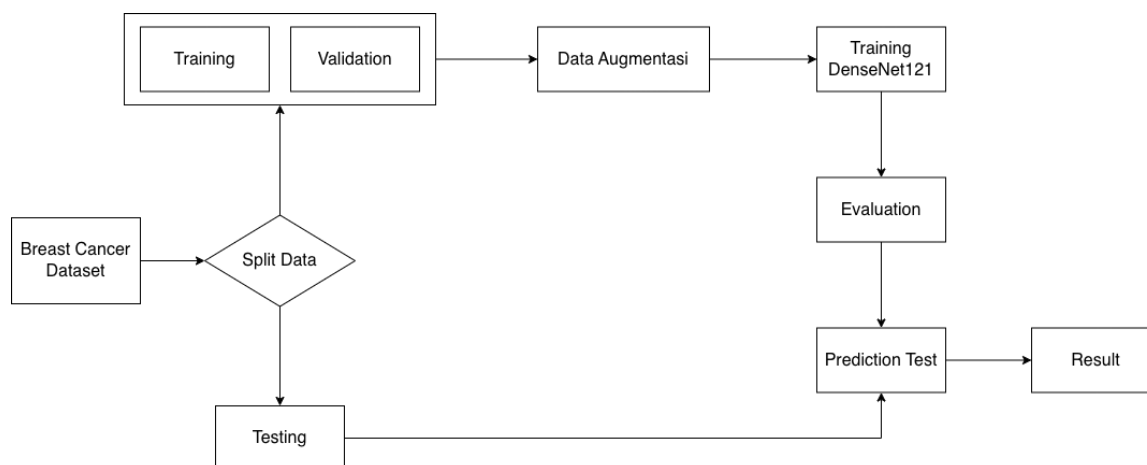 Training
Validation
Data Augmentasi
Training
DenseNet121
Evaluation
Breast Cancer
Dataset
Split Data
Prediction Test
Result
Testing